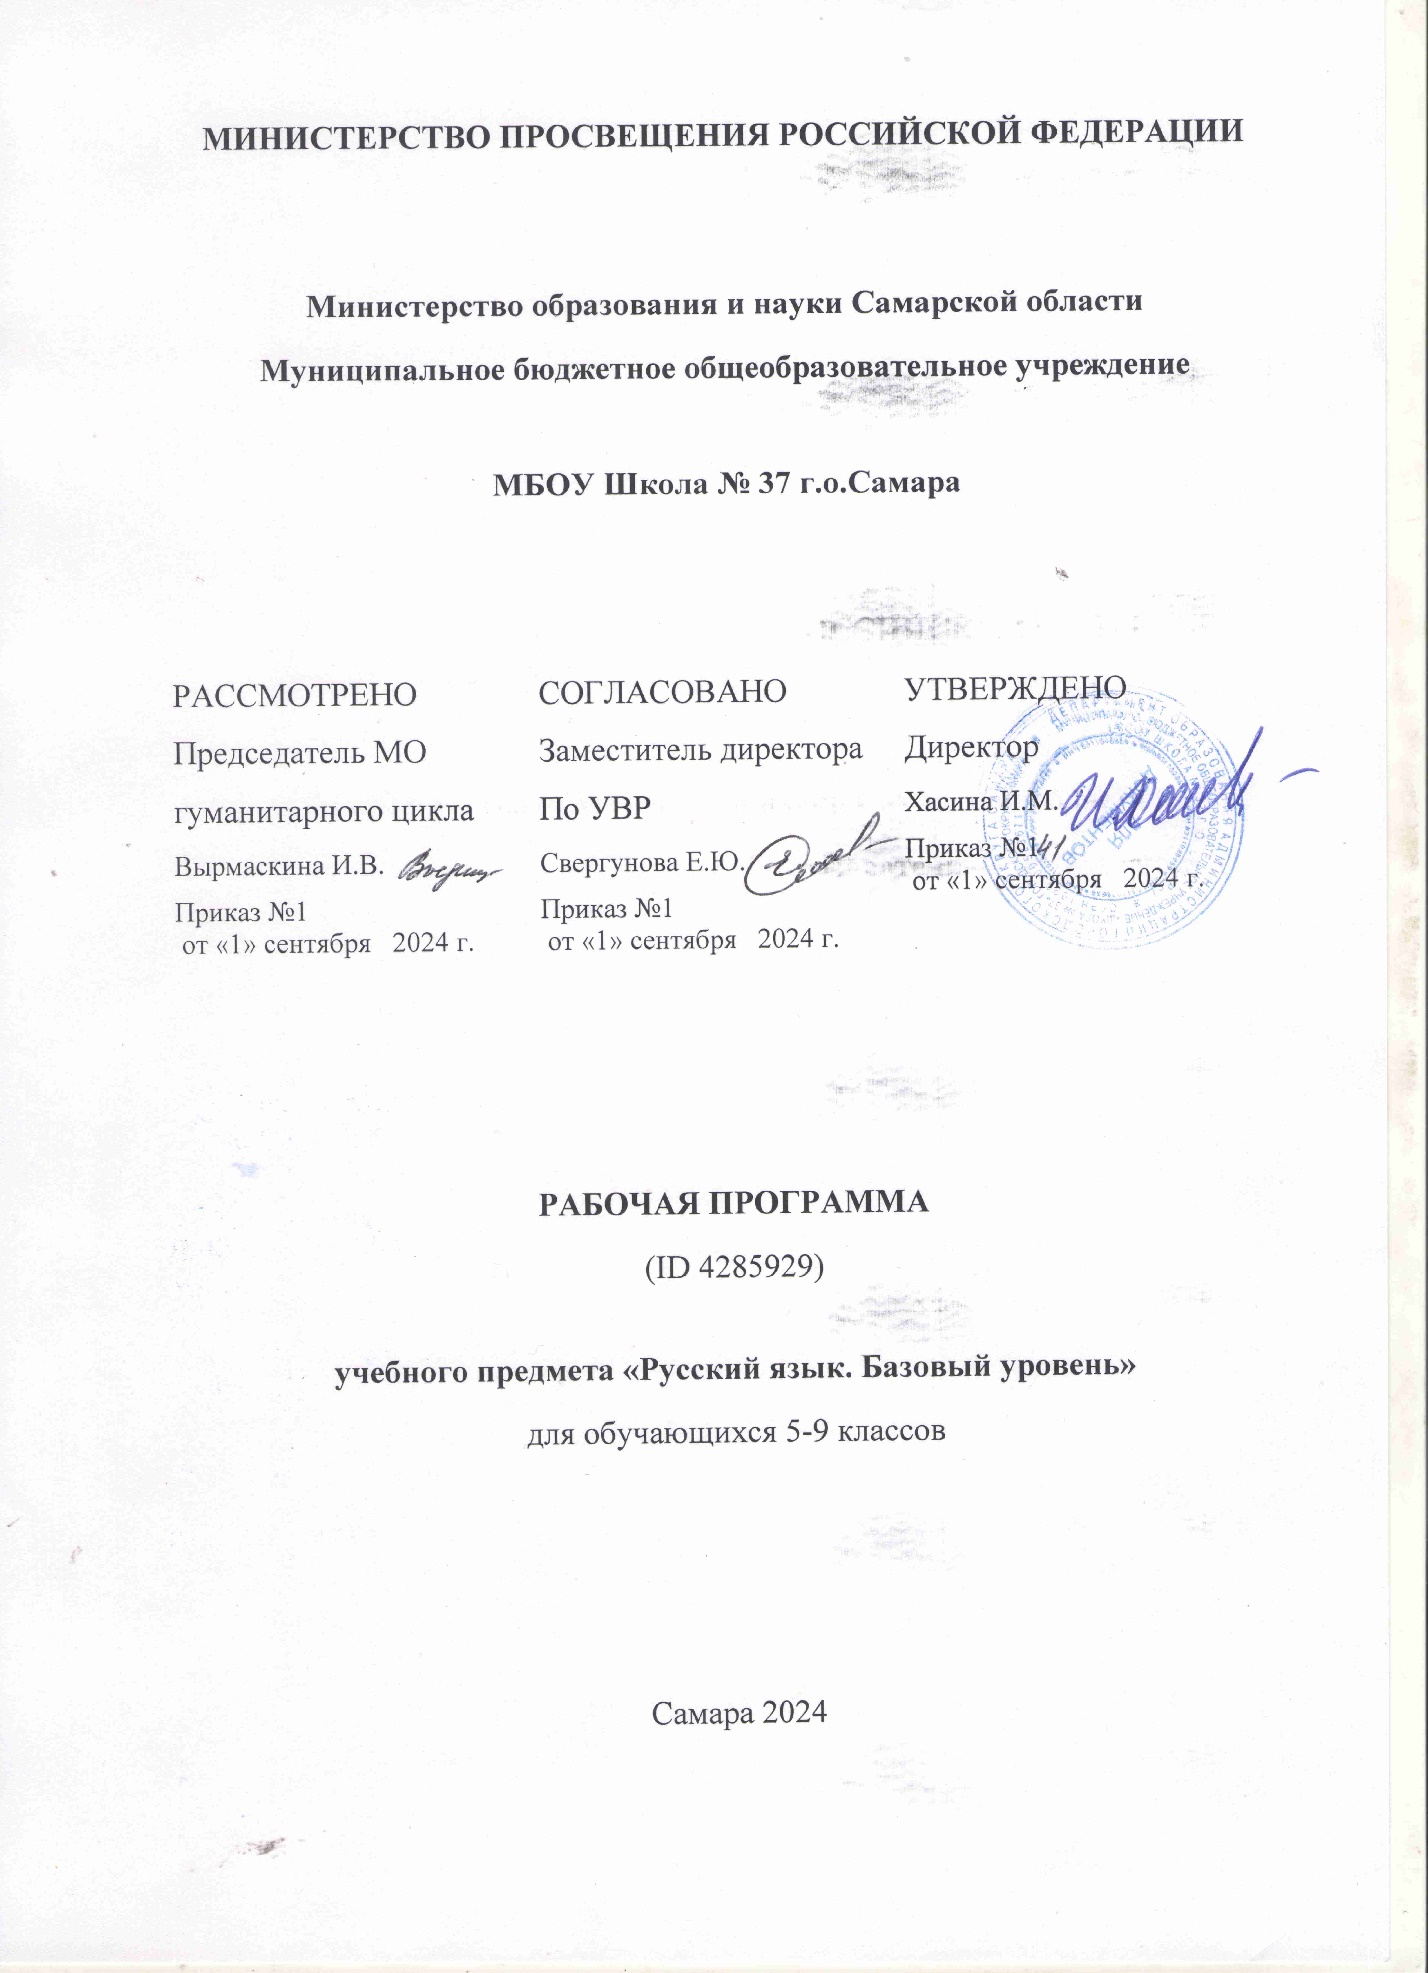 МИНИСТЕРСТВО ПРОСВЕЩЕНИЯ РОССИЙСКОЙ ФЕДЕРАЦИИ
Министерство образования и науки Самарской области
Муниципальное бюджетное общеобразовательное учреждение
МБОУ Школа № 37 г.о.Самара
РАССМОТРЕНО
Председатель МО
гуманитарного цикла
Вырмаскина И.В.
Приказ №1
от «1» сентября 2024 г.
СОГЛАСОВАНО
Заместитель директора
По УВР
Свергунова Е.Ю.
Приказ №1
от «1» сентября 2024 г.
УТВЕРЖДЕНО
Директор
Хасина И.М.
Приказ №141
от «1» сентября 2024 г.
РАБОЧАЯ ПРОГРАММА
(ID 4285929)
учебного предмета «Русский язык. Базовый уровень»
для обучающихся 5-9 классов
Самара 2024